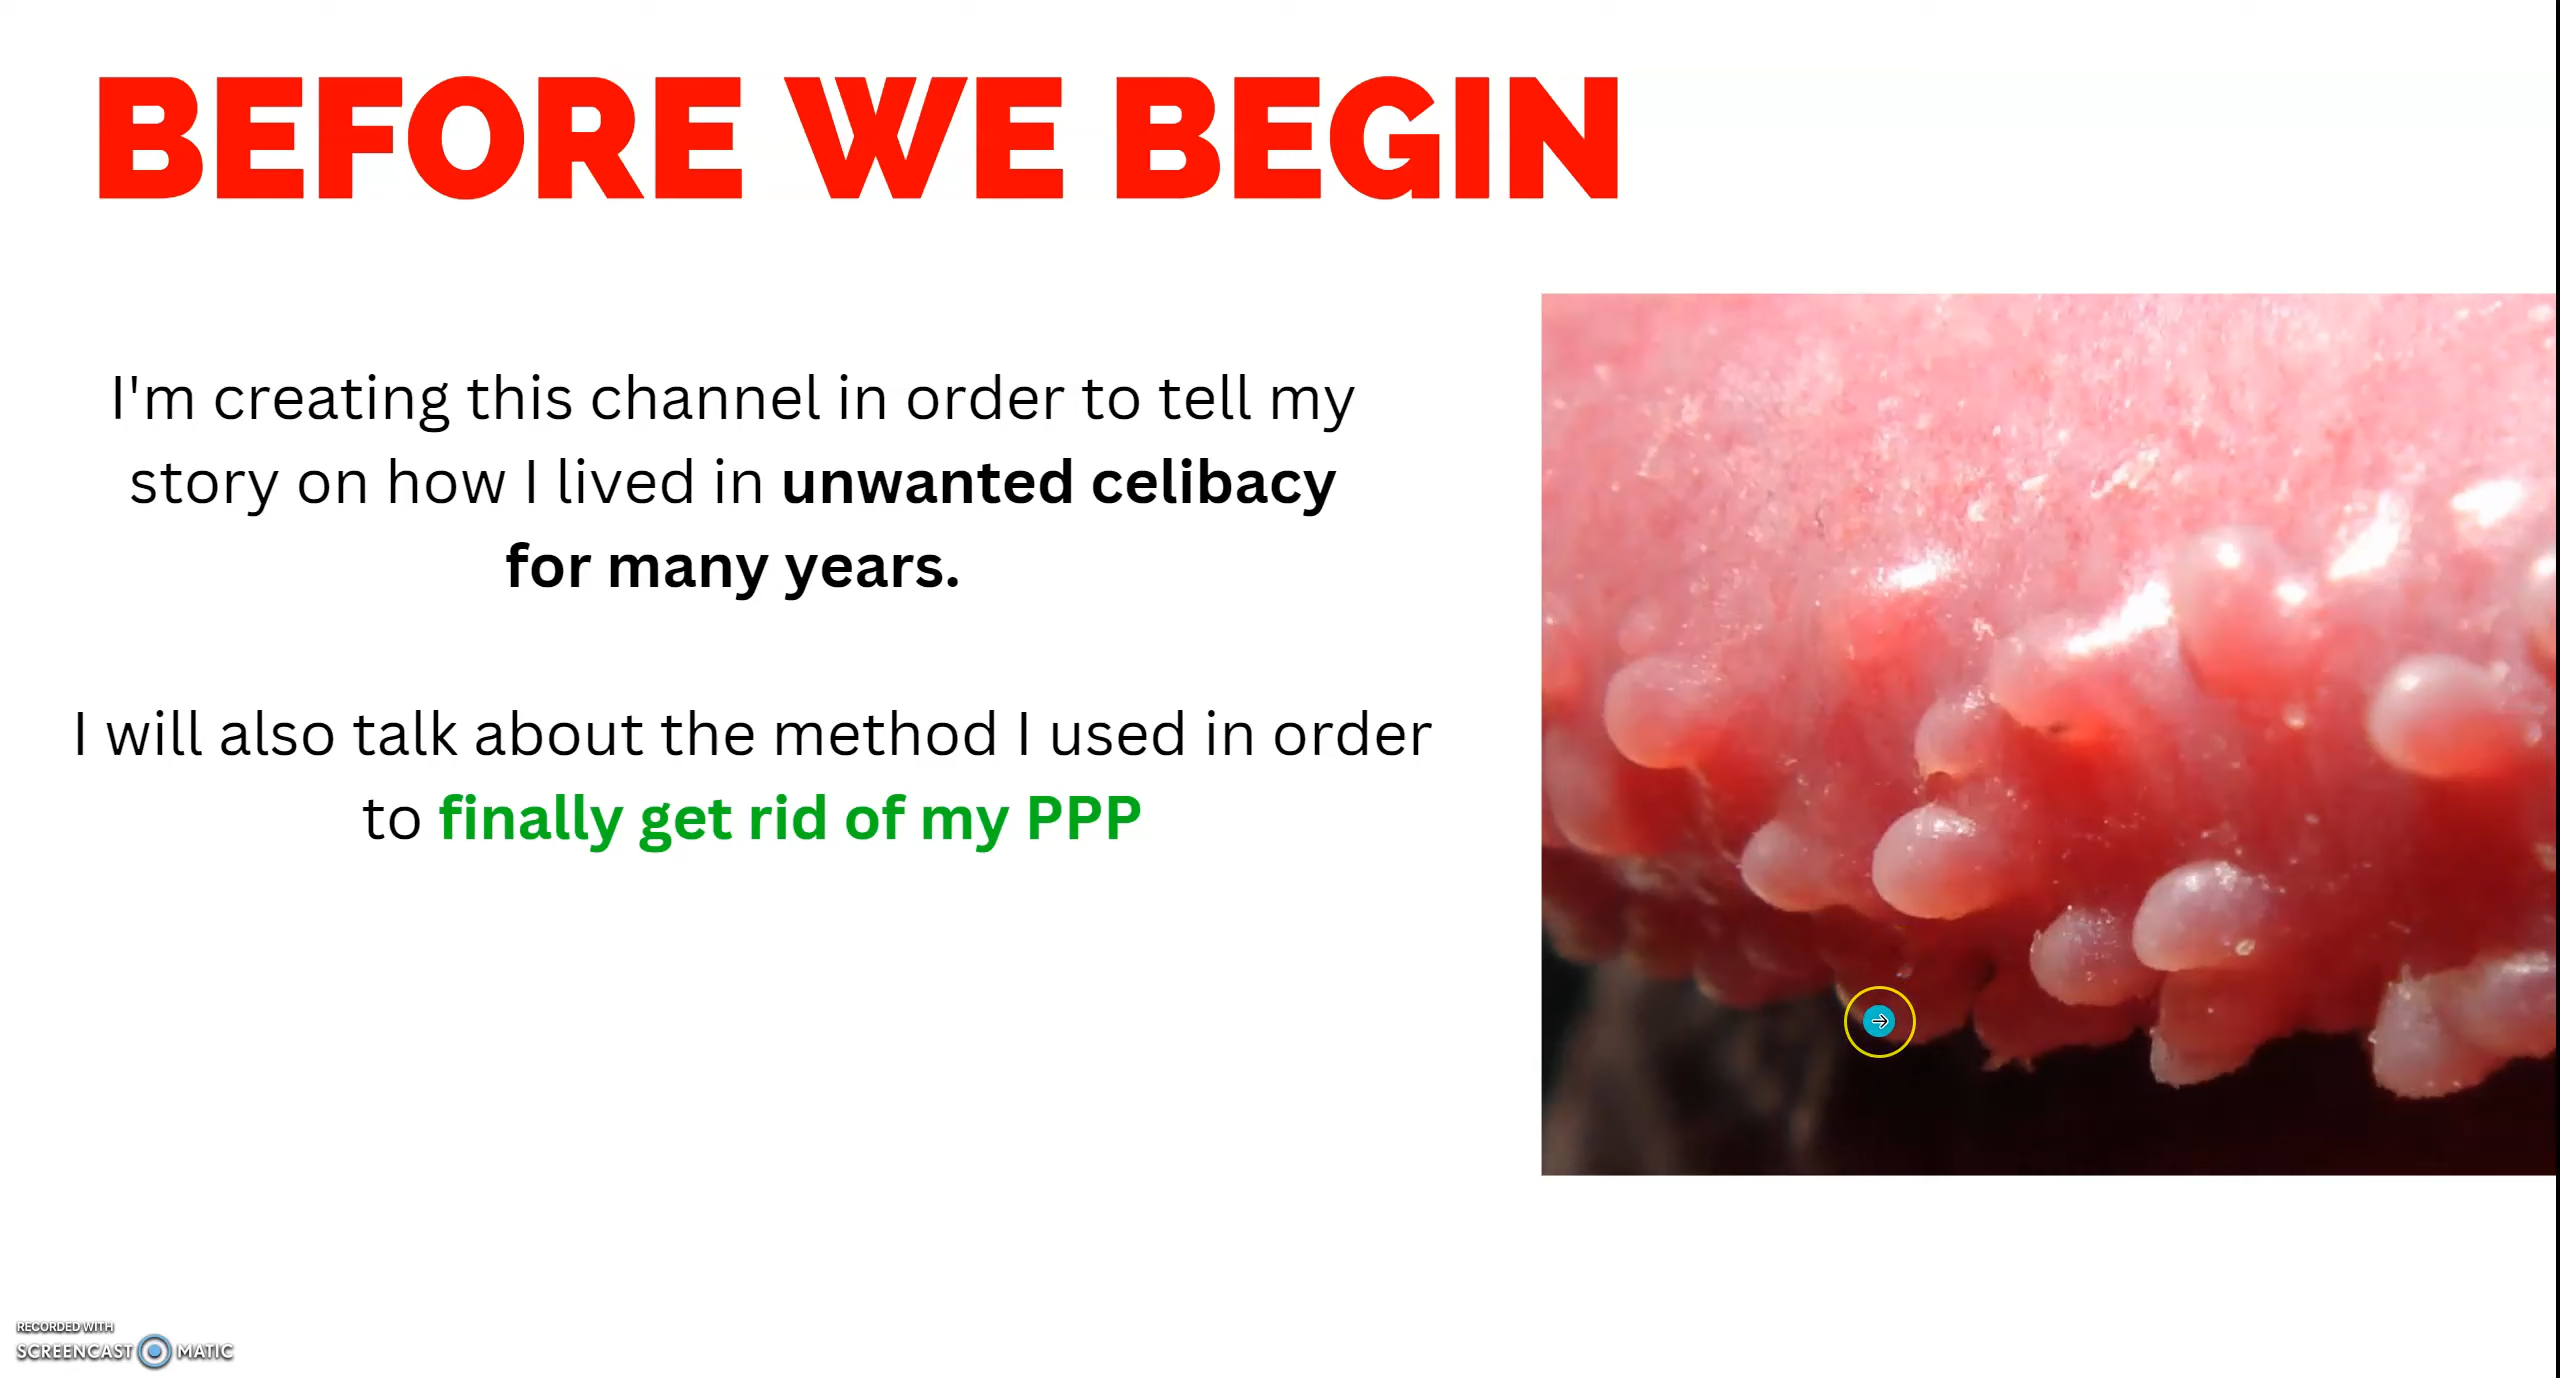 BEFORE WE BEGIN
I'm creating this channel in order to tell my
story on how I lived in unwanted celibacy
for many years.
I will also talk about the method I used in order
to finally get rid of my PPP
RECORDED WITH
SCREENCAST MATIC